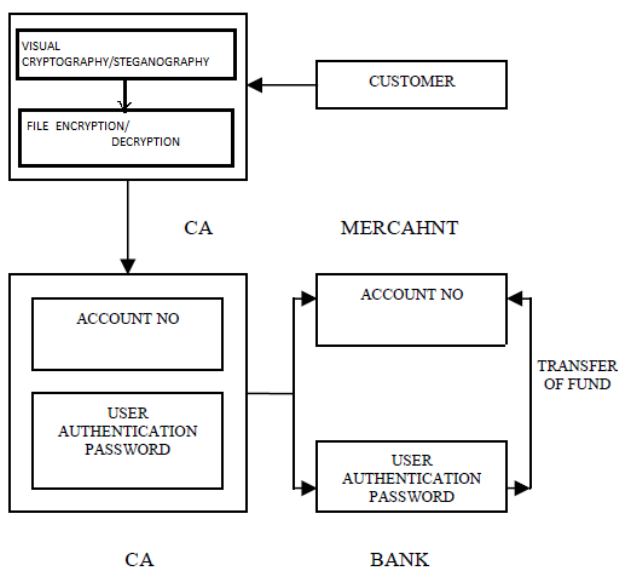 VISUAL
CRYPTOGRAPHY/STEGANOGRAPHY
FILE ENCRYPTION/
DECRYPTION
CUSTOMER
CA
MERCAHNT
ACCOUNT NO
USER
AUTHENTICATION
PASSWORD
ACCOUNT NO
TRANSFER
OF FUND
USER
AUTHENTICATION
PASSWORD
CA
BANK